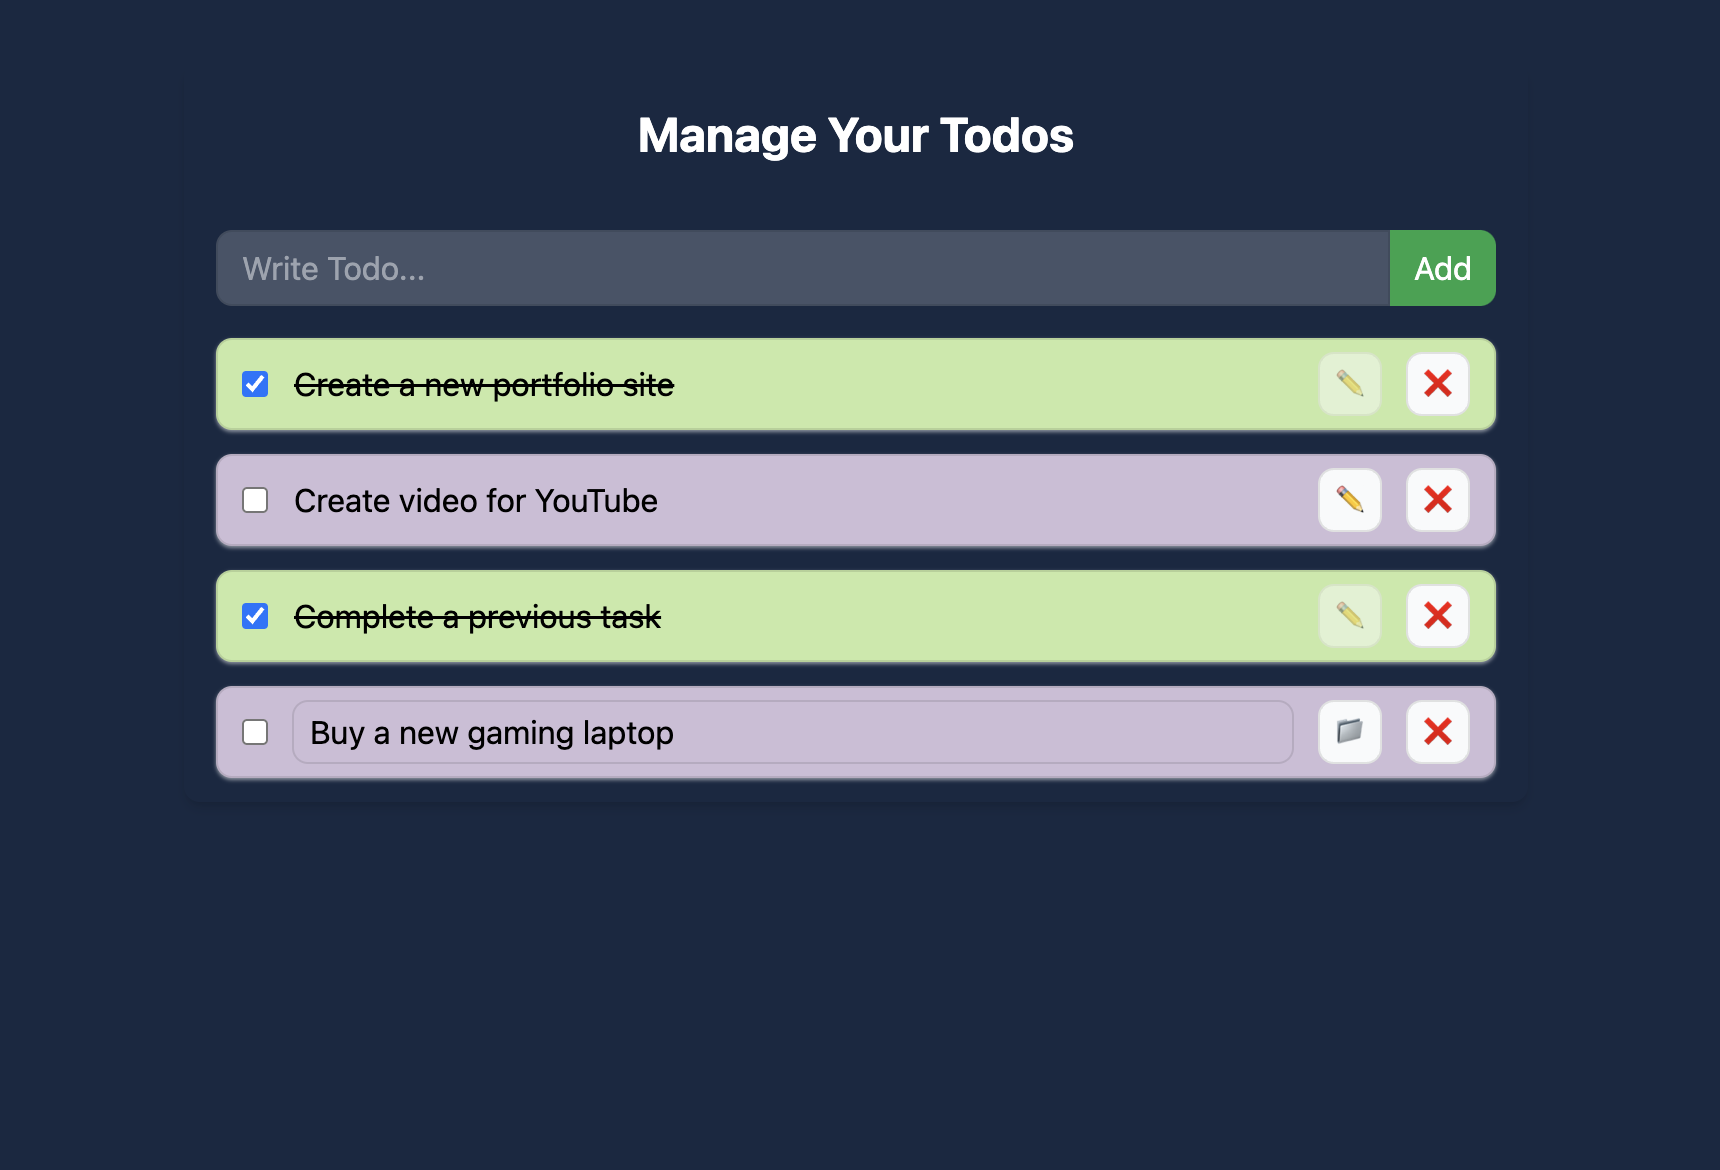 Manage Your Todos
Write Todo...
Add
Create a new portfolio site
Create video for YouTube
Complete a previous task
Buy a new gaming laptop